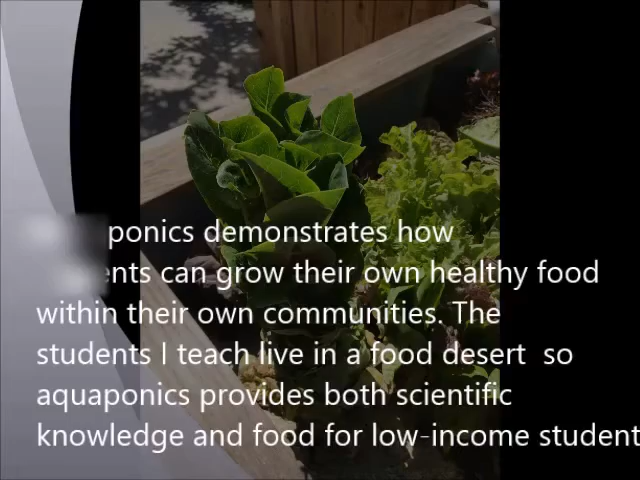 ponics demonstrates how
ents can grow their own healthy food
within their own communities. The
students I teach live in a food desert  so
aquaponics provides both scientific
knowledge and food for low-income student